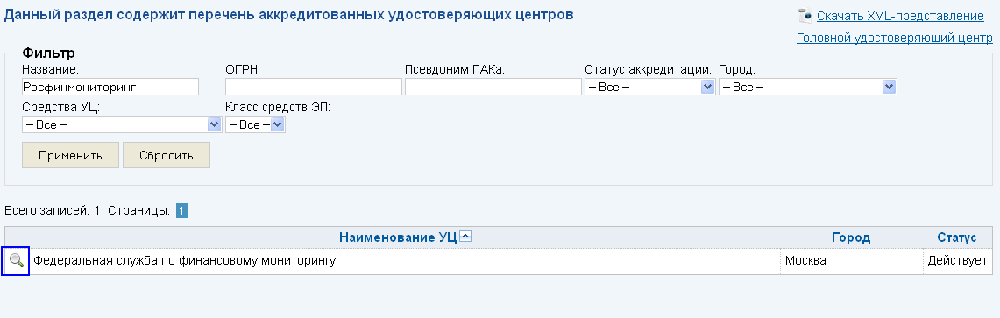 Данный раздел содержит перечень аккредитованных удостоверяющих центров
Скачать XML-представление
Головной удостоверяющий центр
Фильтр
Название: ОГРН: Псевдоним ПАКа: Статус аккредитации: Город:
Росфинмониторинг – Все – – Все –
Средства УЦ: Класс средств ЭП:
– Все – – Все –
Применить Сбросить
Всего записей: 1. Страницы: 1
Наименование УЦ Город Статус
Федеральная служба по финансовому мониторингу Москва Действует